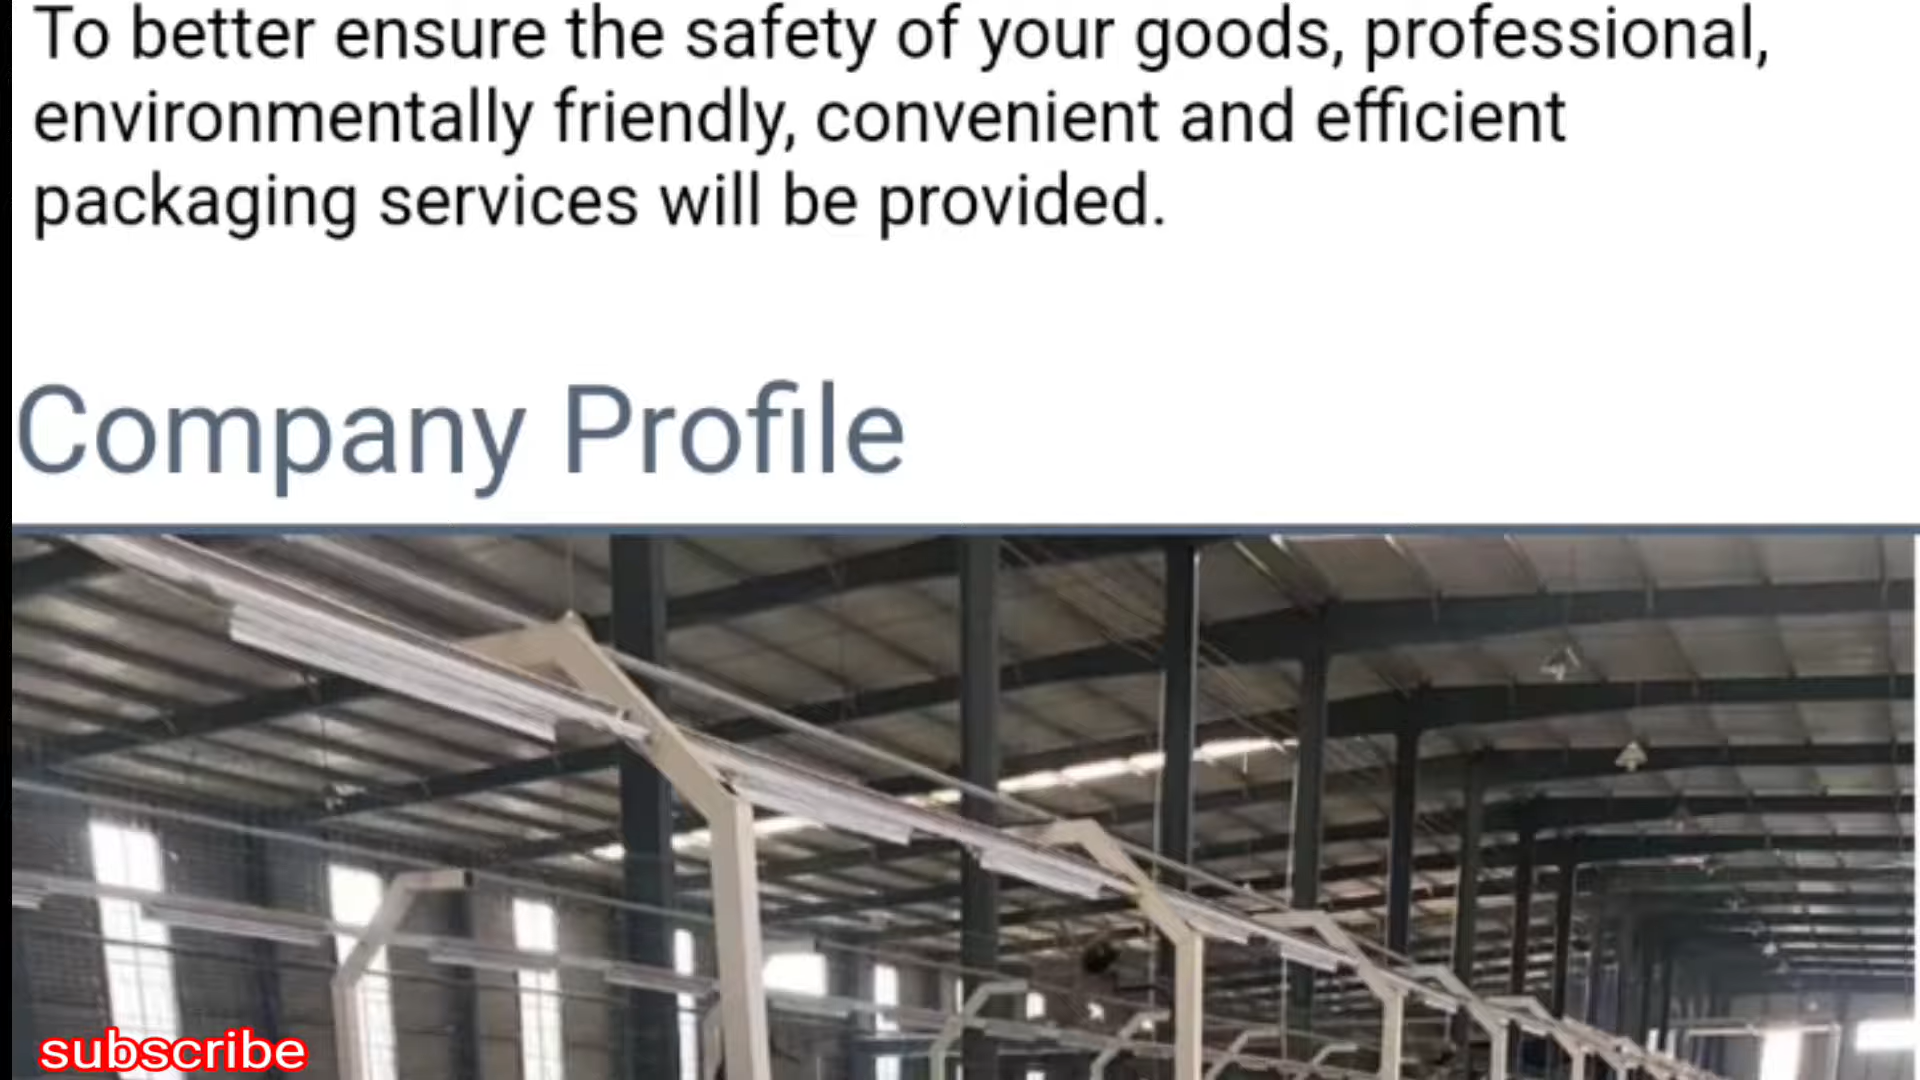 To better ensure the safety of your goods, professional,
environmentally friendly, convenient and efficient
packaging services will be provided.
Company Profile
subscribe